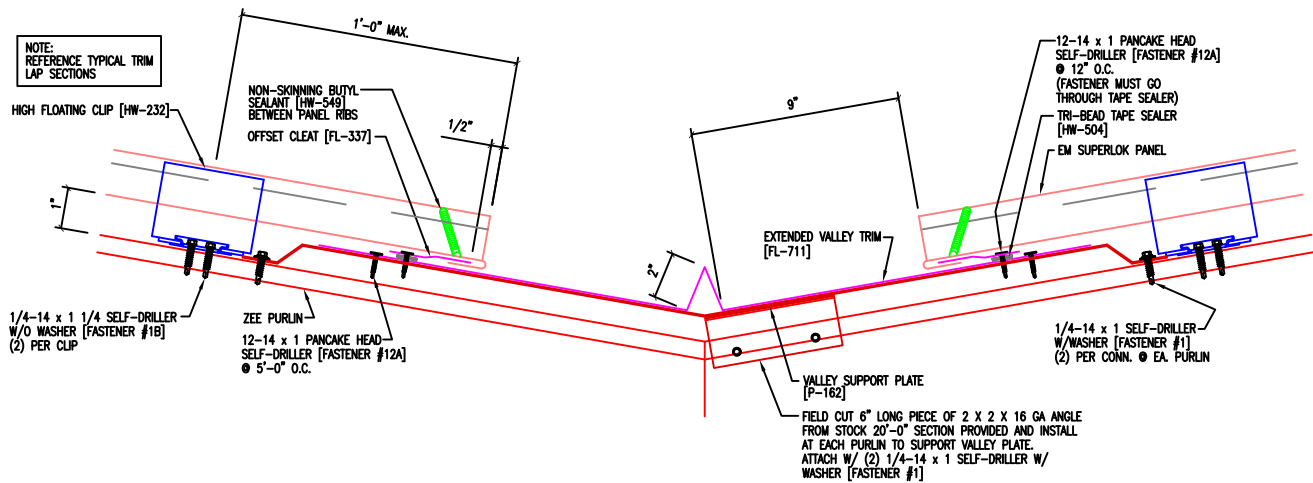 NOTE:
REFERENCE TYPICAL TRIM
LAP SECTIONS
HIGH FLOATING CLIP [HW-232]
1'-0" MAX.
NON-SKINNING BUTYL
SEALANT [HW-549]
BETWEEN PANEL RIBS
OFFSET CLEAT [FL-337]
1/2"
1"
9"
2"
12-14 x 1 PANCAKE HEAD
SELF-DRILLER [FASTENER #12A]
@ 12" O.C.
(FASTENER MUST GO
THROUGH TAPE SEALER)
TRI-BEAD TAPE SEALER
[HW-504]
EM SUPERLOK PANEL
EXTENDED VALLEY TRIM
[FL-711]
1/4-14 x 1 1/4 SELF-DRILLER
W/O WASHER [FASTENER #1B]
(2) PER CLIP
ZEE PURLIN
12-14 x 1 PANCAKE HEAD
SELF-DRILLER [FASTENER #12A]
@ 5'-0" O.C.
1/4-14 x 1 SELF-DRILLER
W/WASHER [FASTENER #1]
(2) PER CONN. @ EA. PURLIN
VALLEY SUPPORT PLATE
[P-162]
FIELD CUT 6" LONG PIECE OF 2 X 2 X 16 GA ANGLE
FROM STOCK 20'-0" SECTION PROVIDED AND INSTALL
AT EACH PURLIN TO SUPPORT VALLEY PLATE.
ATTACH W/ (2) 1/4-14 x 1 SELF-DRILLER W/
WASHER [FASTENER #1]